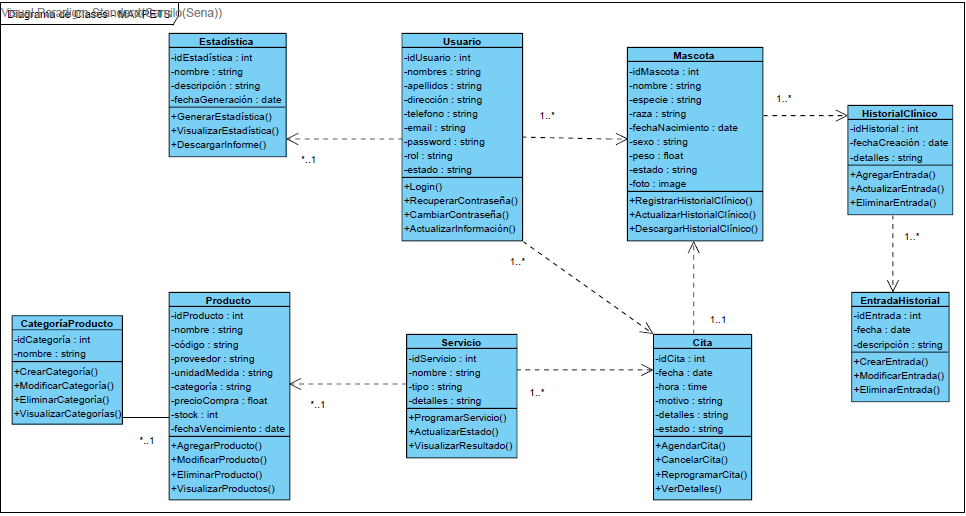 Visual Paradigm Standard(Camilo(Sena))
Diagrama de Clases - MAXPETS
Estadística
-idEstadística : int
-nombre : string
-descripción : string
-fechaGeneración : date
+GenerarEstadística()
+VisualizarEstadística()
+DescargarInforme()
*..1
Usuario
-idUsuario : int
-nombres : string
-apellidos : string
-dirección : string
-telefono : string
-email : string
-password : string
-rol : string
-estado : string
+Login()
+RecuperarContraseña()
+CambiarContraseña()
+ActualizarInformación()
1..*
1..*
Mascota
-idMascota : int
-nombre : string
-especie : string
-raza : string
-fechaNacimiento : date
-sexo : string
-peso : float
-estado : string
-foto : image
+RegistrarHistorialClínico()
+ActualizarHistorialClínico()
+DescargarHistorialClínico()
1..*
HistorialClínico
-idHistorial : int
-fechaCreación : date
-detalles : string
+AgregarEntrada()
+ActualizarEntrada()
+EliminarEntrada()
1..*
CategoríaProducto
-idCategoría : int
-nombre : string
+CrearCategoría()
+ModificarCategoría()
+EliminarCategoría()
+VisualizarCategorías()
*..1
Producto
-idProducto : int
-nombre : string
-código : string
-proveedor : string
-unidadMedida : string
-categoría : string
-precioCompra : float
-stock : int
-fechaVencimiento : date
+AgregarProducto()
+ModificarProducto()
+EliminarProducto()
+VisualizarProductos()
*..1
Servicio
-idServicio : int
-nombre : string
-tipo : string
-detalles : string
+ProgramarServicio()
+ActualizarEstado()
+VisualizarResultado()
1..*
1..1
Cita
-idCita : int
-fecha : date
-hora : time
-motivo : string
-detalles : string
-estado : string
+AgendarCita()
+CancelarCita()
+ReprogramarCita()
+VerDetalles()
EntradaHistorial
-idEntrada : int
-fecha : date
-descripción : string
+CrearEntrada()
+ModificarEntrada()
+EliminarEntrada()